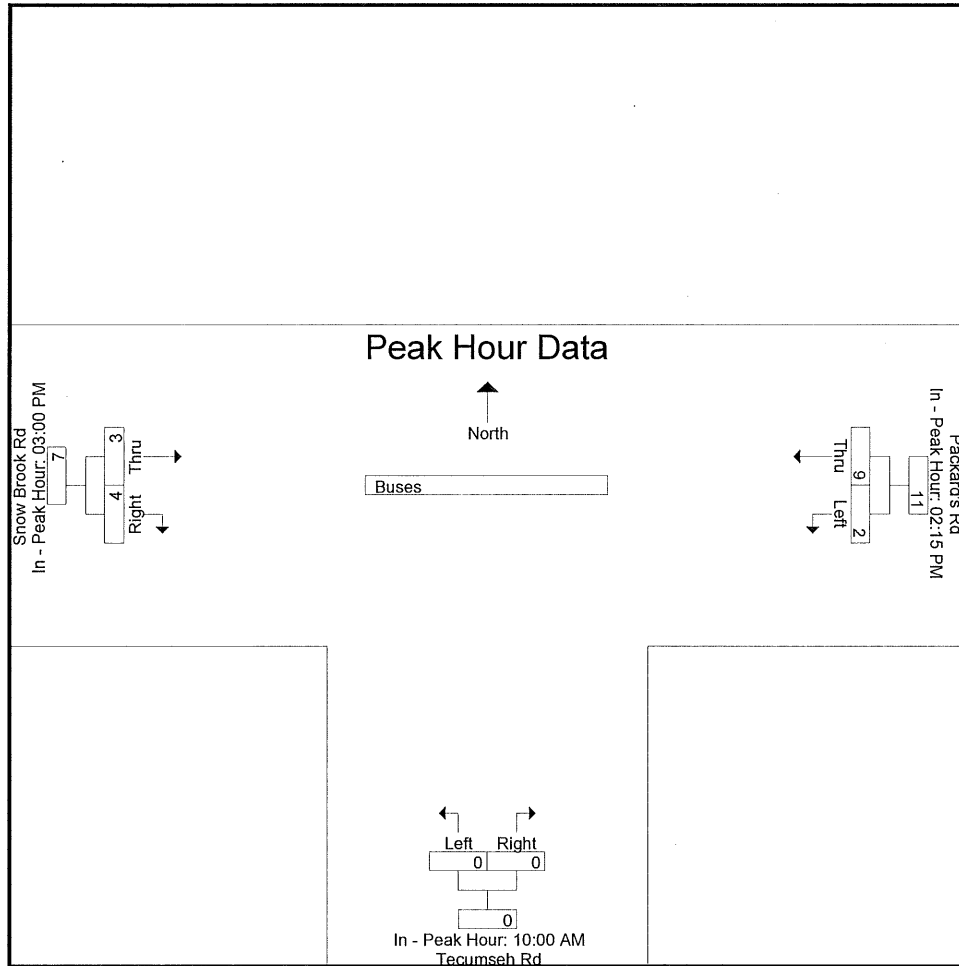 Peak Hour Data
North
Buses
Snow Brook Rd
In - Peak Hour: 03:00 PM
7
3
4
Thru
Right
Packard's Rd
In - Peak Hour: 02:15 PM
11
9
2
Thru
Left
Left Right
0 0
0
In - Peak Hour: 10:00 AM
Tecumseh Rd